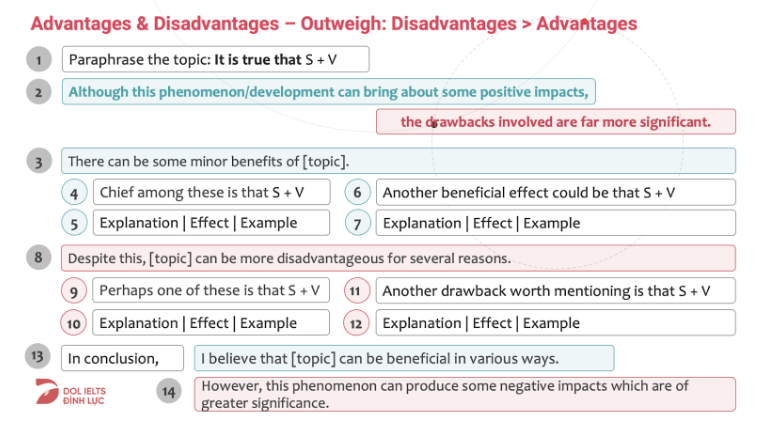 Advantages & Disadvantages – Outweigh: Disadvantages > Advantages
1 Paraphrase the topic: It is true that S + V
2 Although this phenomenon/development can bring about some positive impacts,
the drawbacks involved are far more significant.
3 There can be some minor benefits of [topic].
4 Chief among these is that S + V
6 Another beneficial effect could be that S + V
5 Explanation | Effect | Example
7 Explanation | Effect | Example
8 Despite this, [topic] can be more disadvantageous for several reasons.
9 Perhaps one of these is that S + V
11 Another drawback worth mentioning is that S + V
10 Explanation | Effect | Example
12 Explanation | Effect | Example
13 In conclusion, I believe that [topic] can be beneficial in various ways.
14 However, this phenomenon can produce some negative impacts which are of
greater significance.
DOL IELTS
ĐÌNH LỰC